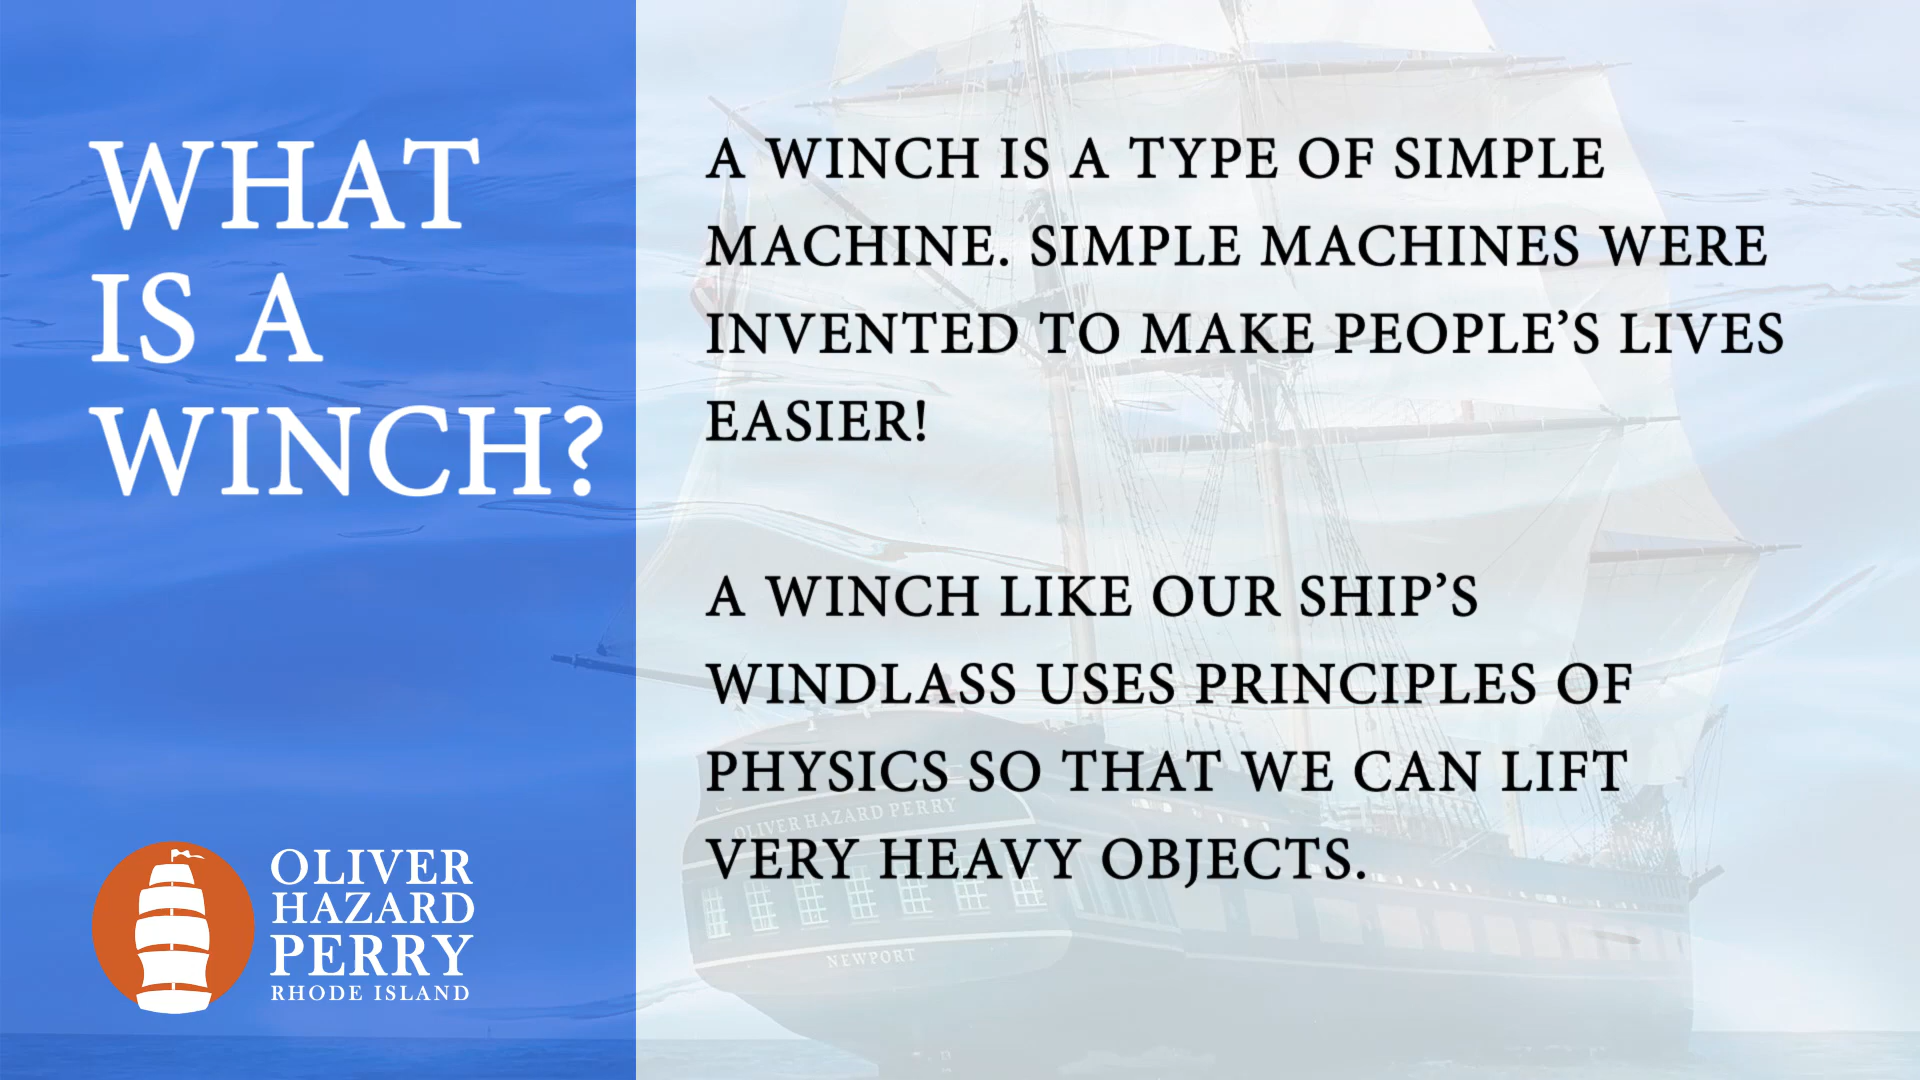 WHAT
IS A
WINCH?
A WINCH IS A TYPE OF SIMPLE
MACHINE. SIMPLE MACHINES WERE
INVENTED TO MAKE PEOPLE’S LIVES
EASIER!
A WINCH LIKE OUR SHIP’S
WINDLASS USES PRINCIPLES OF
PHYSICS SO THAT WE CAN LIFT
VERY HEAVY OBJECTS.
OLIVER HAZARD PERRY
NEWPORT
OLIVER
HAZARD
PERRY
RHODE ISLAND